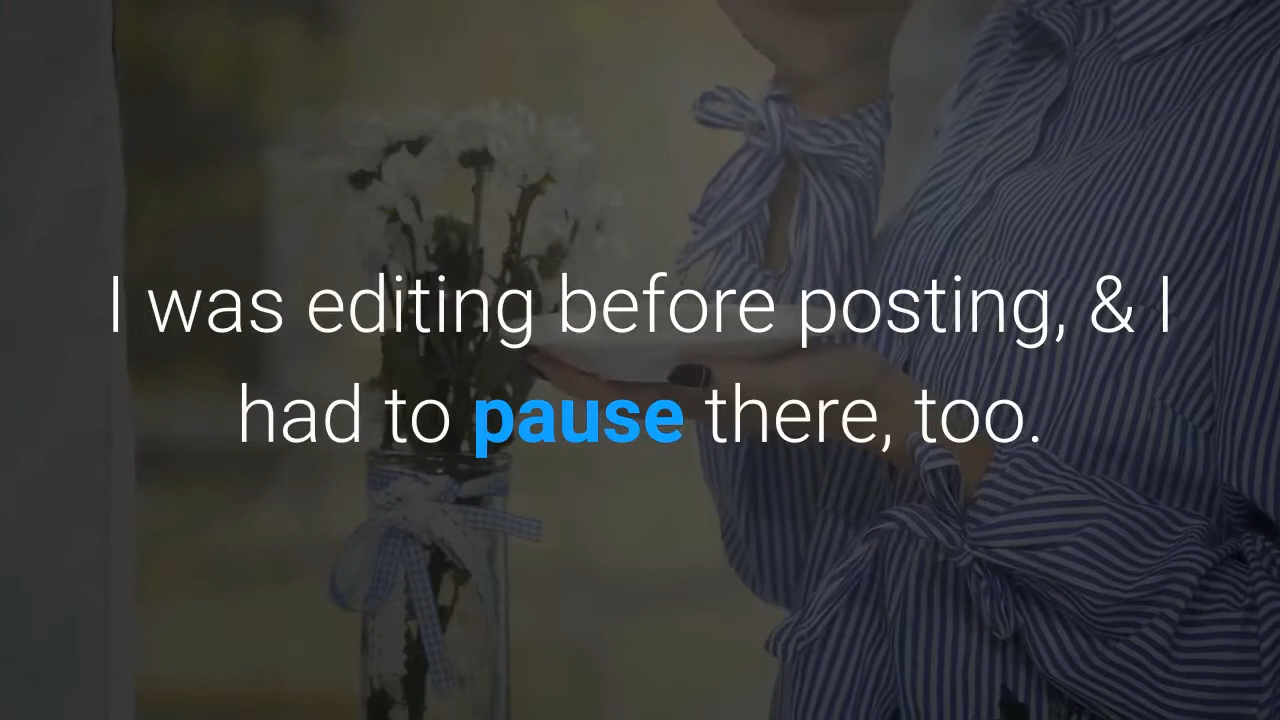 I was editing before posting, & I
had to pause there, too.